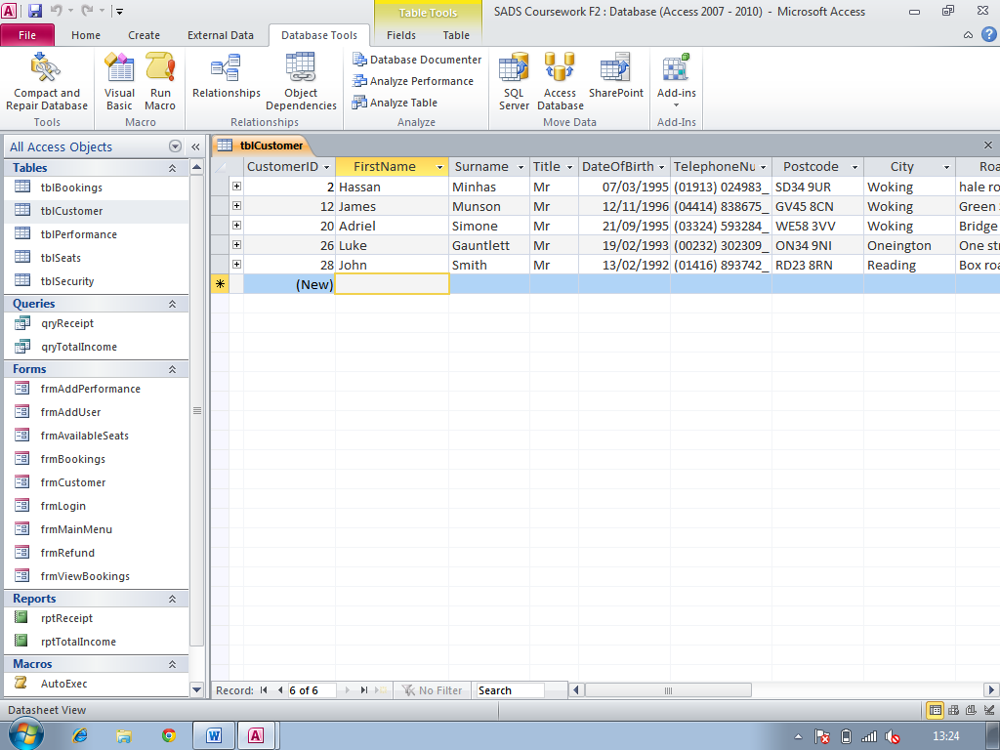 Table Tools
SADS Coursework F2 : Database (Access 2007 - 2010) - Microsoft Access
File Home Create External Data Database Tools Fields Table
Compact and Repair Database
Visual Basic
Run Macro
Relationships
Object Dependencies
Database Documenter
Analyze Performance
Analyze Table
SQL Server
Access Database
SharePoint
Add-ins
Tools Macro Relationships Analyze Move Data Add-Ins
All Access Objects
Tables
tblBookings
tblCustomer
tblPerformance
tblSeats
tblSecurity
Queries
qryReceipt
qryTotalIncome
Forms
frmAddPerformance
frmAddUser
frmAvailableSeats
frmBookings
frmCustomer
frmLogin
frmMainMenu
frmRefund
frmViewBookings
Reports
rptReceipt
rptTotalIncome
Macros
AutoExec
tblCustomer
CustomerID FirstName Surname Title DateOfBirth TelephoneNu Postcode City Roa
2 Hassan Minhas Mr 07/03/1995 (01913) 024983_ SD34 9UR Woking hale ro
12 James Munson Mr 12/11/1996 (04414) 838675_ GV45 8CN Woking Green
20 Adriel Simone Mr 21/09/1995 (03324) 593284_ WE58 3VV Woking Bridge
26 Luke Gauntlett Mr 19/02/1993 (00232) 302309_ ON34 9NI Oneington One st
28 John Smith Mr 13/02/1992 (01416) 893742_ RD23 8RN Reading Box roa
(New)
Record: 6 of 6 No Filter Search
Datasheet View
13:24